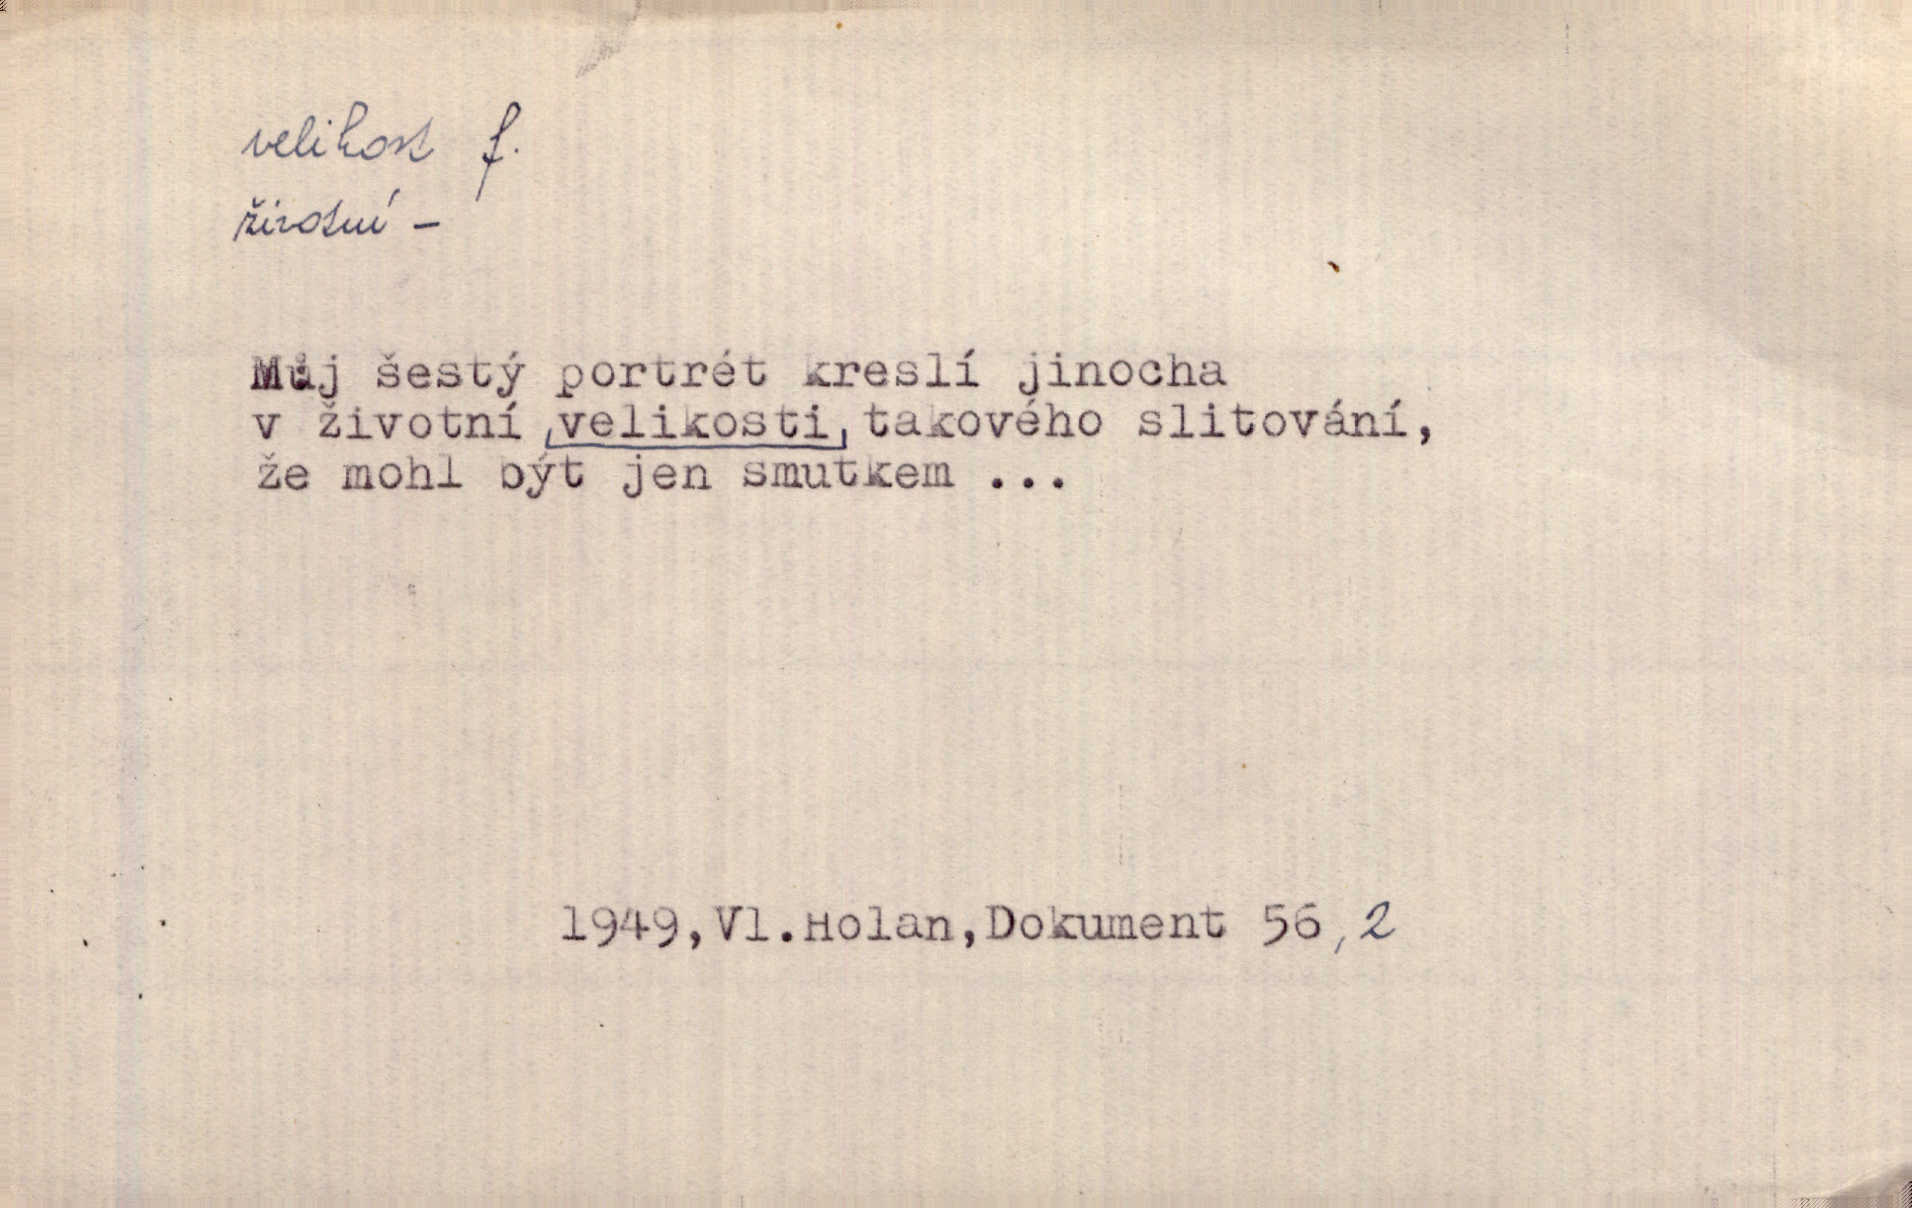 velikost f.
životní –
Můj šestý portrét kreslí jinocha
v životní velikosti takového slitování,
že mohl být jen smutkem ...
1949,Vl.Holan,Dokument 56,2